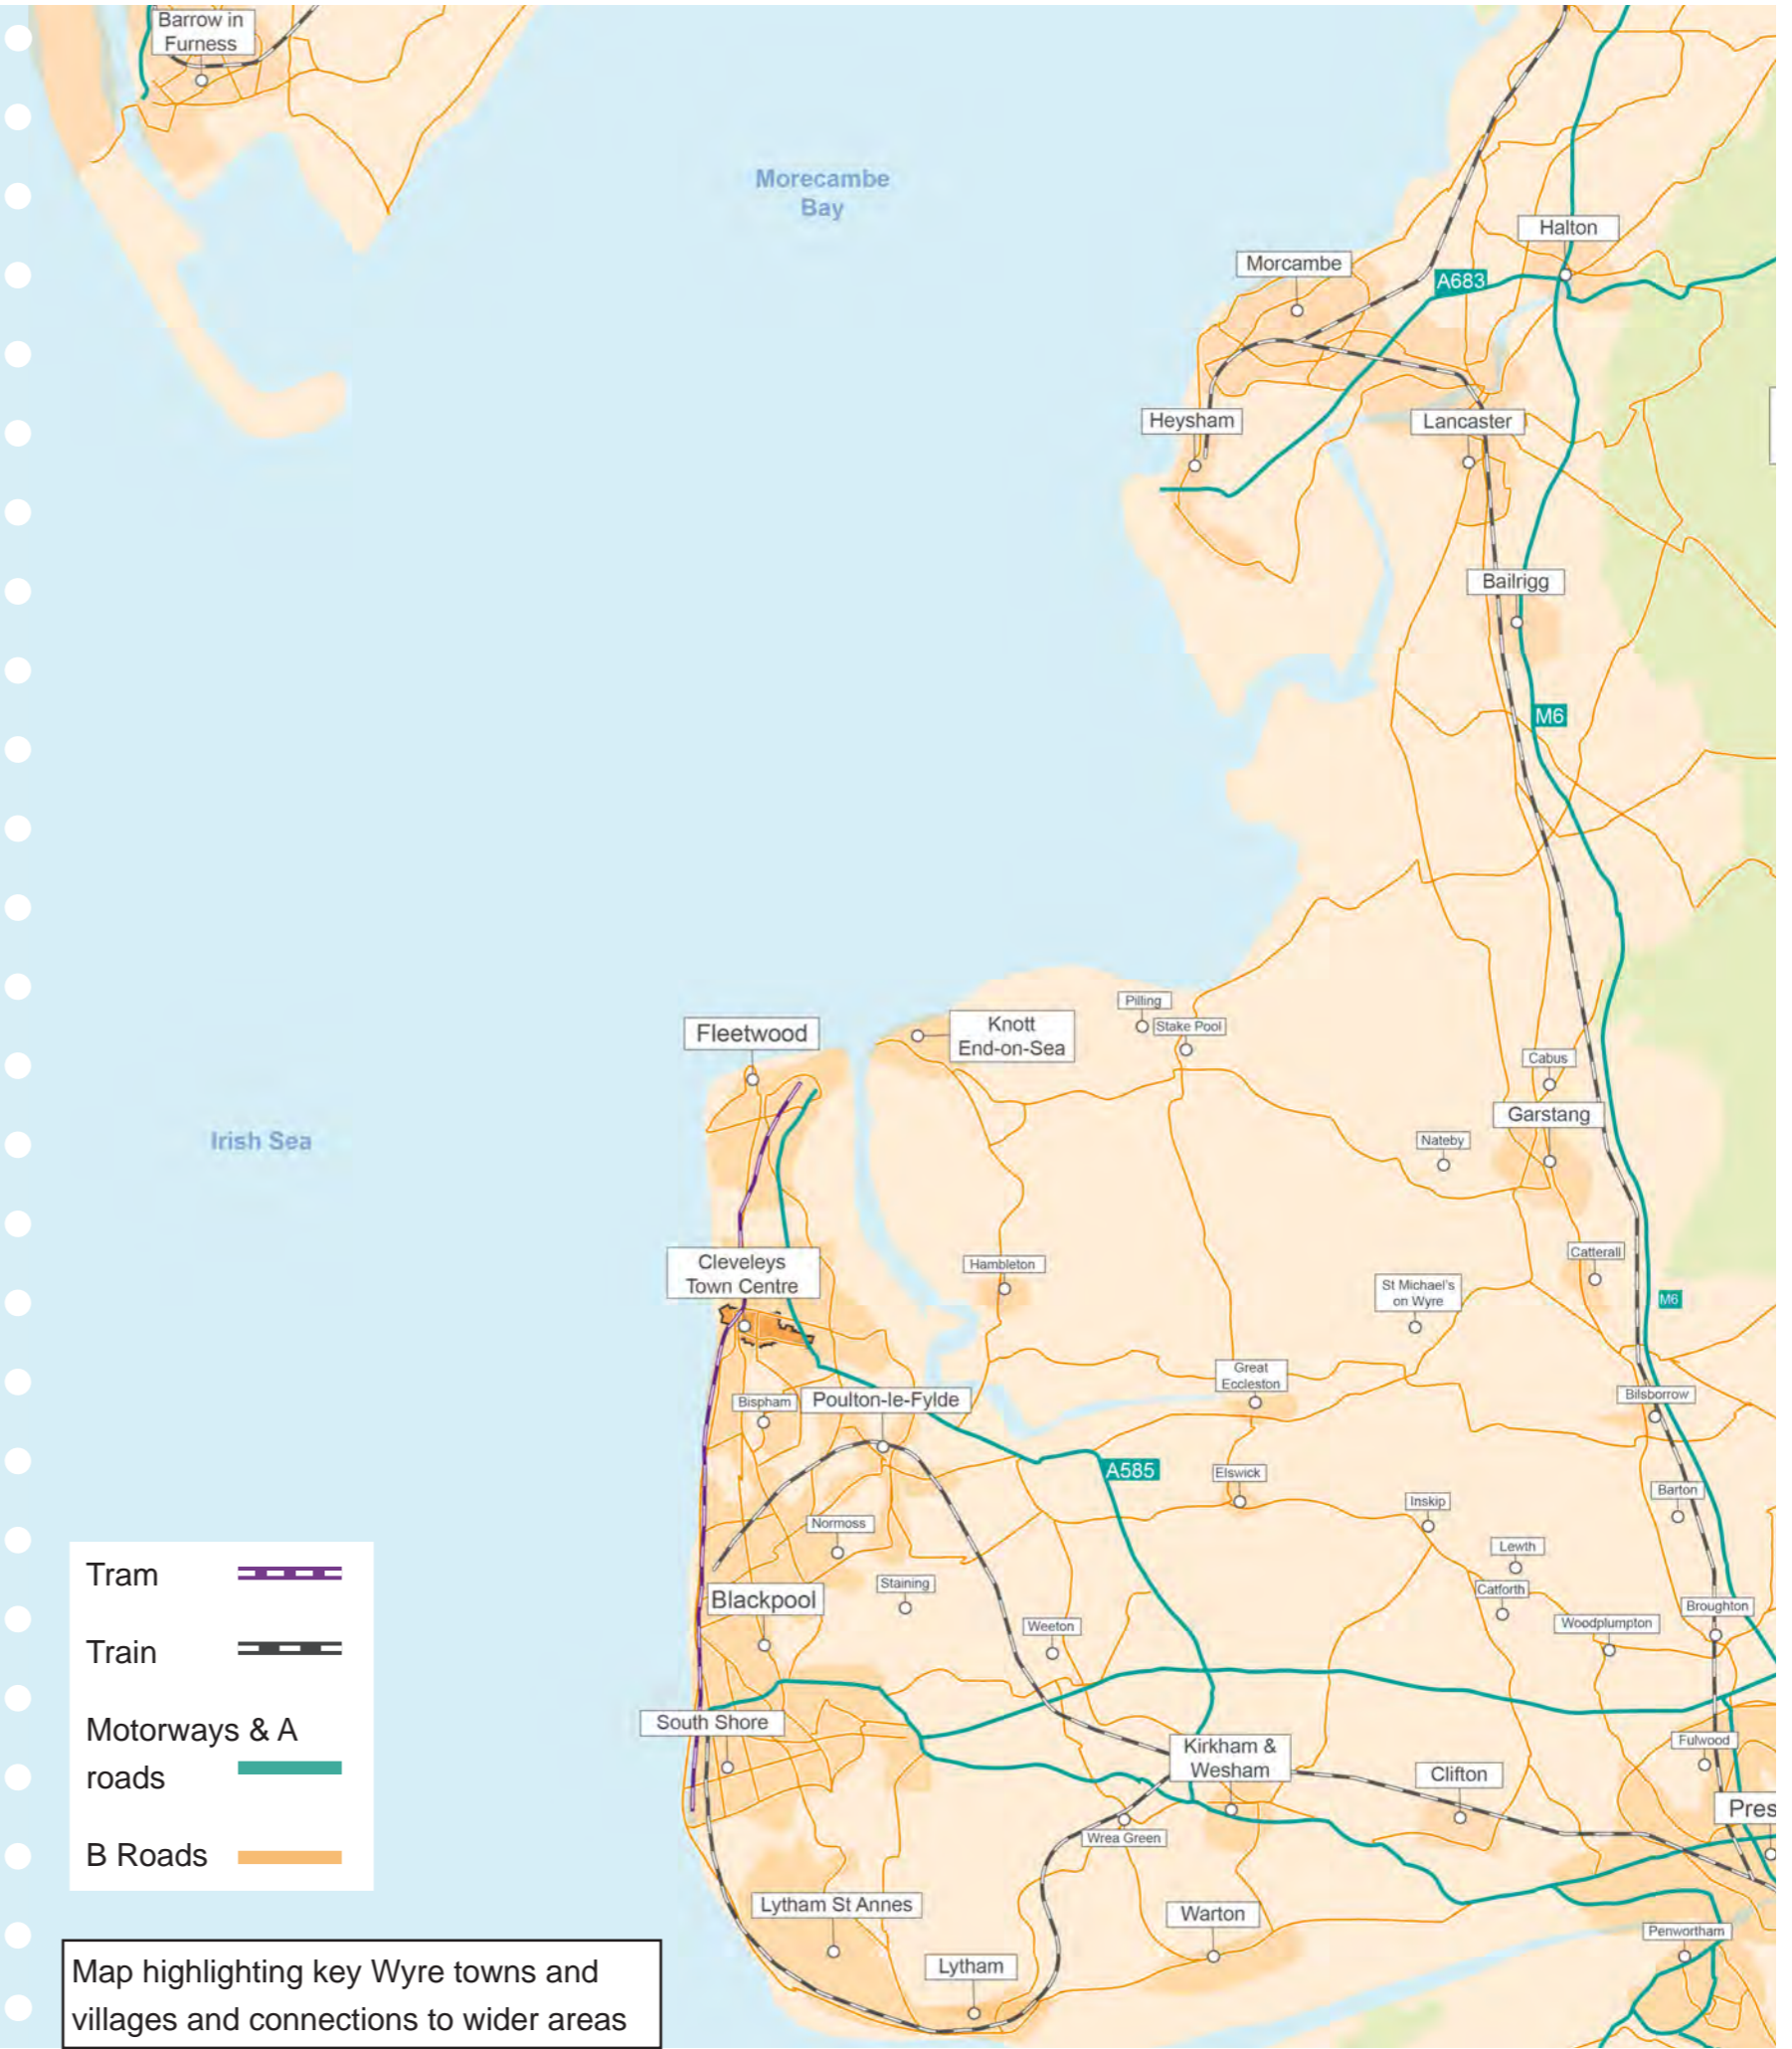 Barrow in
Furness
Morecambe
Bay
Halton
Morcambe
A683
Heysham
Lancaster
Bailrigg
M6
Pilling
Fleetwood
Knott
End-on-Sea
Stake Pool
Cabus
Garstang
Irish Sea
Nateby
Cleveleys
Town Centre
Hambleton
Catterall
St Michael's
on Wyre
M6
Great
Eccleston
Bispham
Poulton-le-Fylde
Bilsborrow
A585
Elswick
Barton
Inskip
Normoss
Lewth
Tram
Staining
Catforth
Blackpool
Broughton
Weeton
Woodplumpton
Train
South Shore
Motorways & A
roads
Kirkham &
Wesham
Fulwood
Clifton
Pres
Wrea Green
B Roads
Lytham St Annes
Warton
Penwortham
Lytham
Map highlighting key Wyre towns and
villages and connections to wider areas